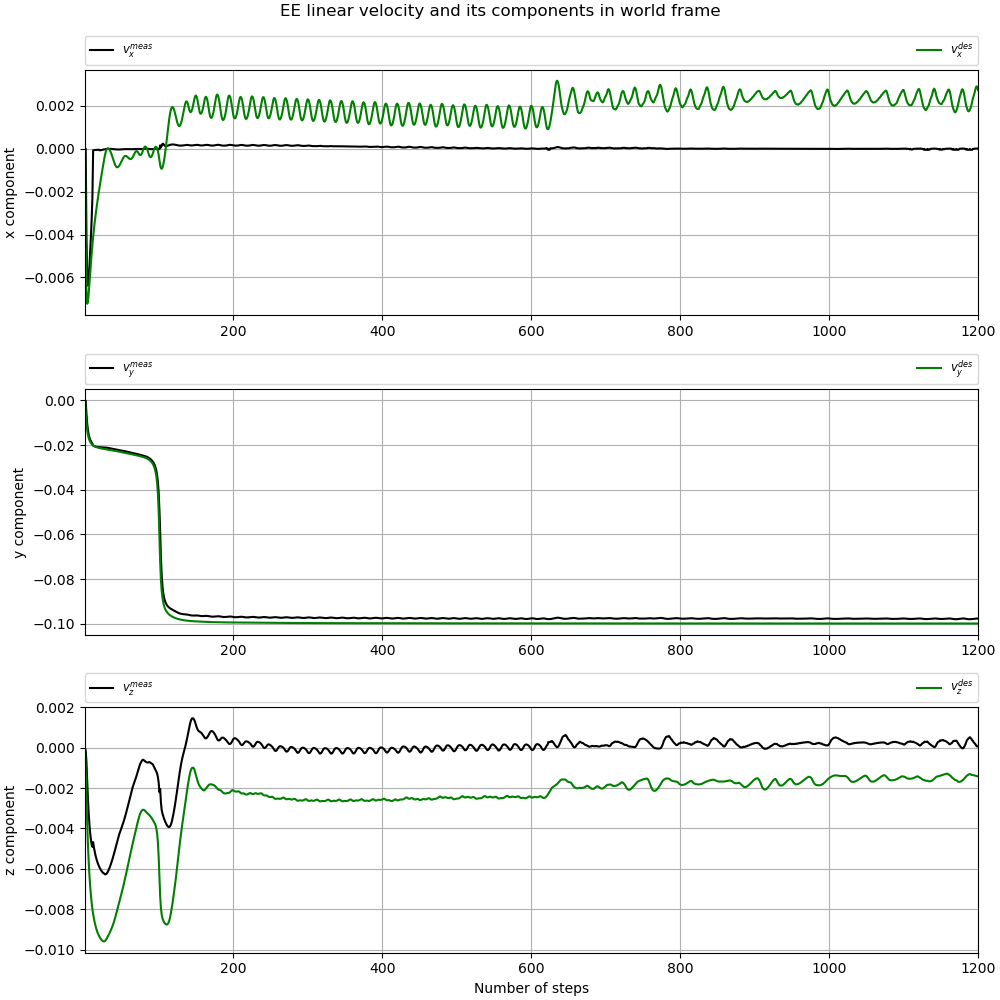 EE linear velocity and its components in world frame
v_x^{meas} v_x^{des}
0.002
0.000
−0.002
−0.004
−0.006
x component
200 400 600 800 1000 1200
v_y^{meas} v_y^{des}
0.00
−0.02
−0.04
−0.06
−0.08
−0.10
y component
200 400 600 800 1000 1200
v_z^{meas} v_z^{des}
0.002
0.000
−0.002
−0.004
−0.006
−0.008
−0.010
z component
200 400 600 800 1000 1200
Number of steps